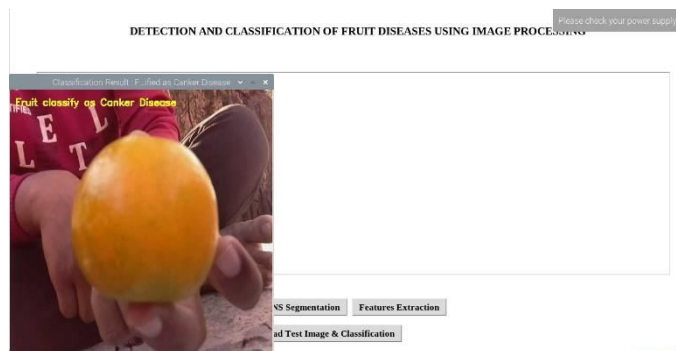 Please check your power supply
DETECTION AND CLASSIFICATION OF FRUIT DISEASES USING IMAGE PROCESSING
Classification Result : F...ified as Canker Disease
Fruit classify as Canker Disease
E L
L T
NS Segmentation
Features Extraction
ad Test Image & Classification